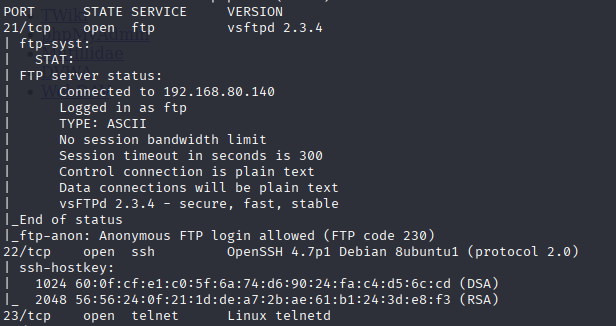 PORT STATE SERVICE VERSION
21/tcp open ftp vsftpd 2.3.4
| ftp-syst:
| STAT:
| FTP server status:
| Connected to 192.168.80.140
| Logged in as ftp
| TYPE: ASCII
| No session bandwidth limit
| Session timeout in seconds is 300
| Control connection is plain text
| Data connections will be plain text
| vsFTPd 2.3.4 - secure, fast, stable
|_End of status
|_ftp-anon: Anonymous FTP login allowed (FTP code 230)
22/tcp open ssh OpenSSH 4.7p1 Debian 8ubuntu1 (protocol 2.0)
| ssh-hostkey:
| 1024 60:0f:cf:e1:c0:5f:6a:74:d6:90:24:fa:c4:d5:6c:cd (DSA)
|_ 2048 56:56:24:0f:21:1d:de:a7:2b:ae:61:b1:24:3d:e8:f3 (RSA)
23/tcp open telnet Linux telnetd